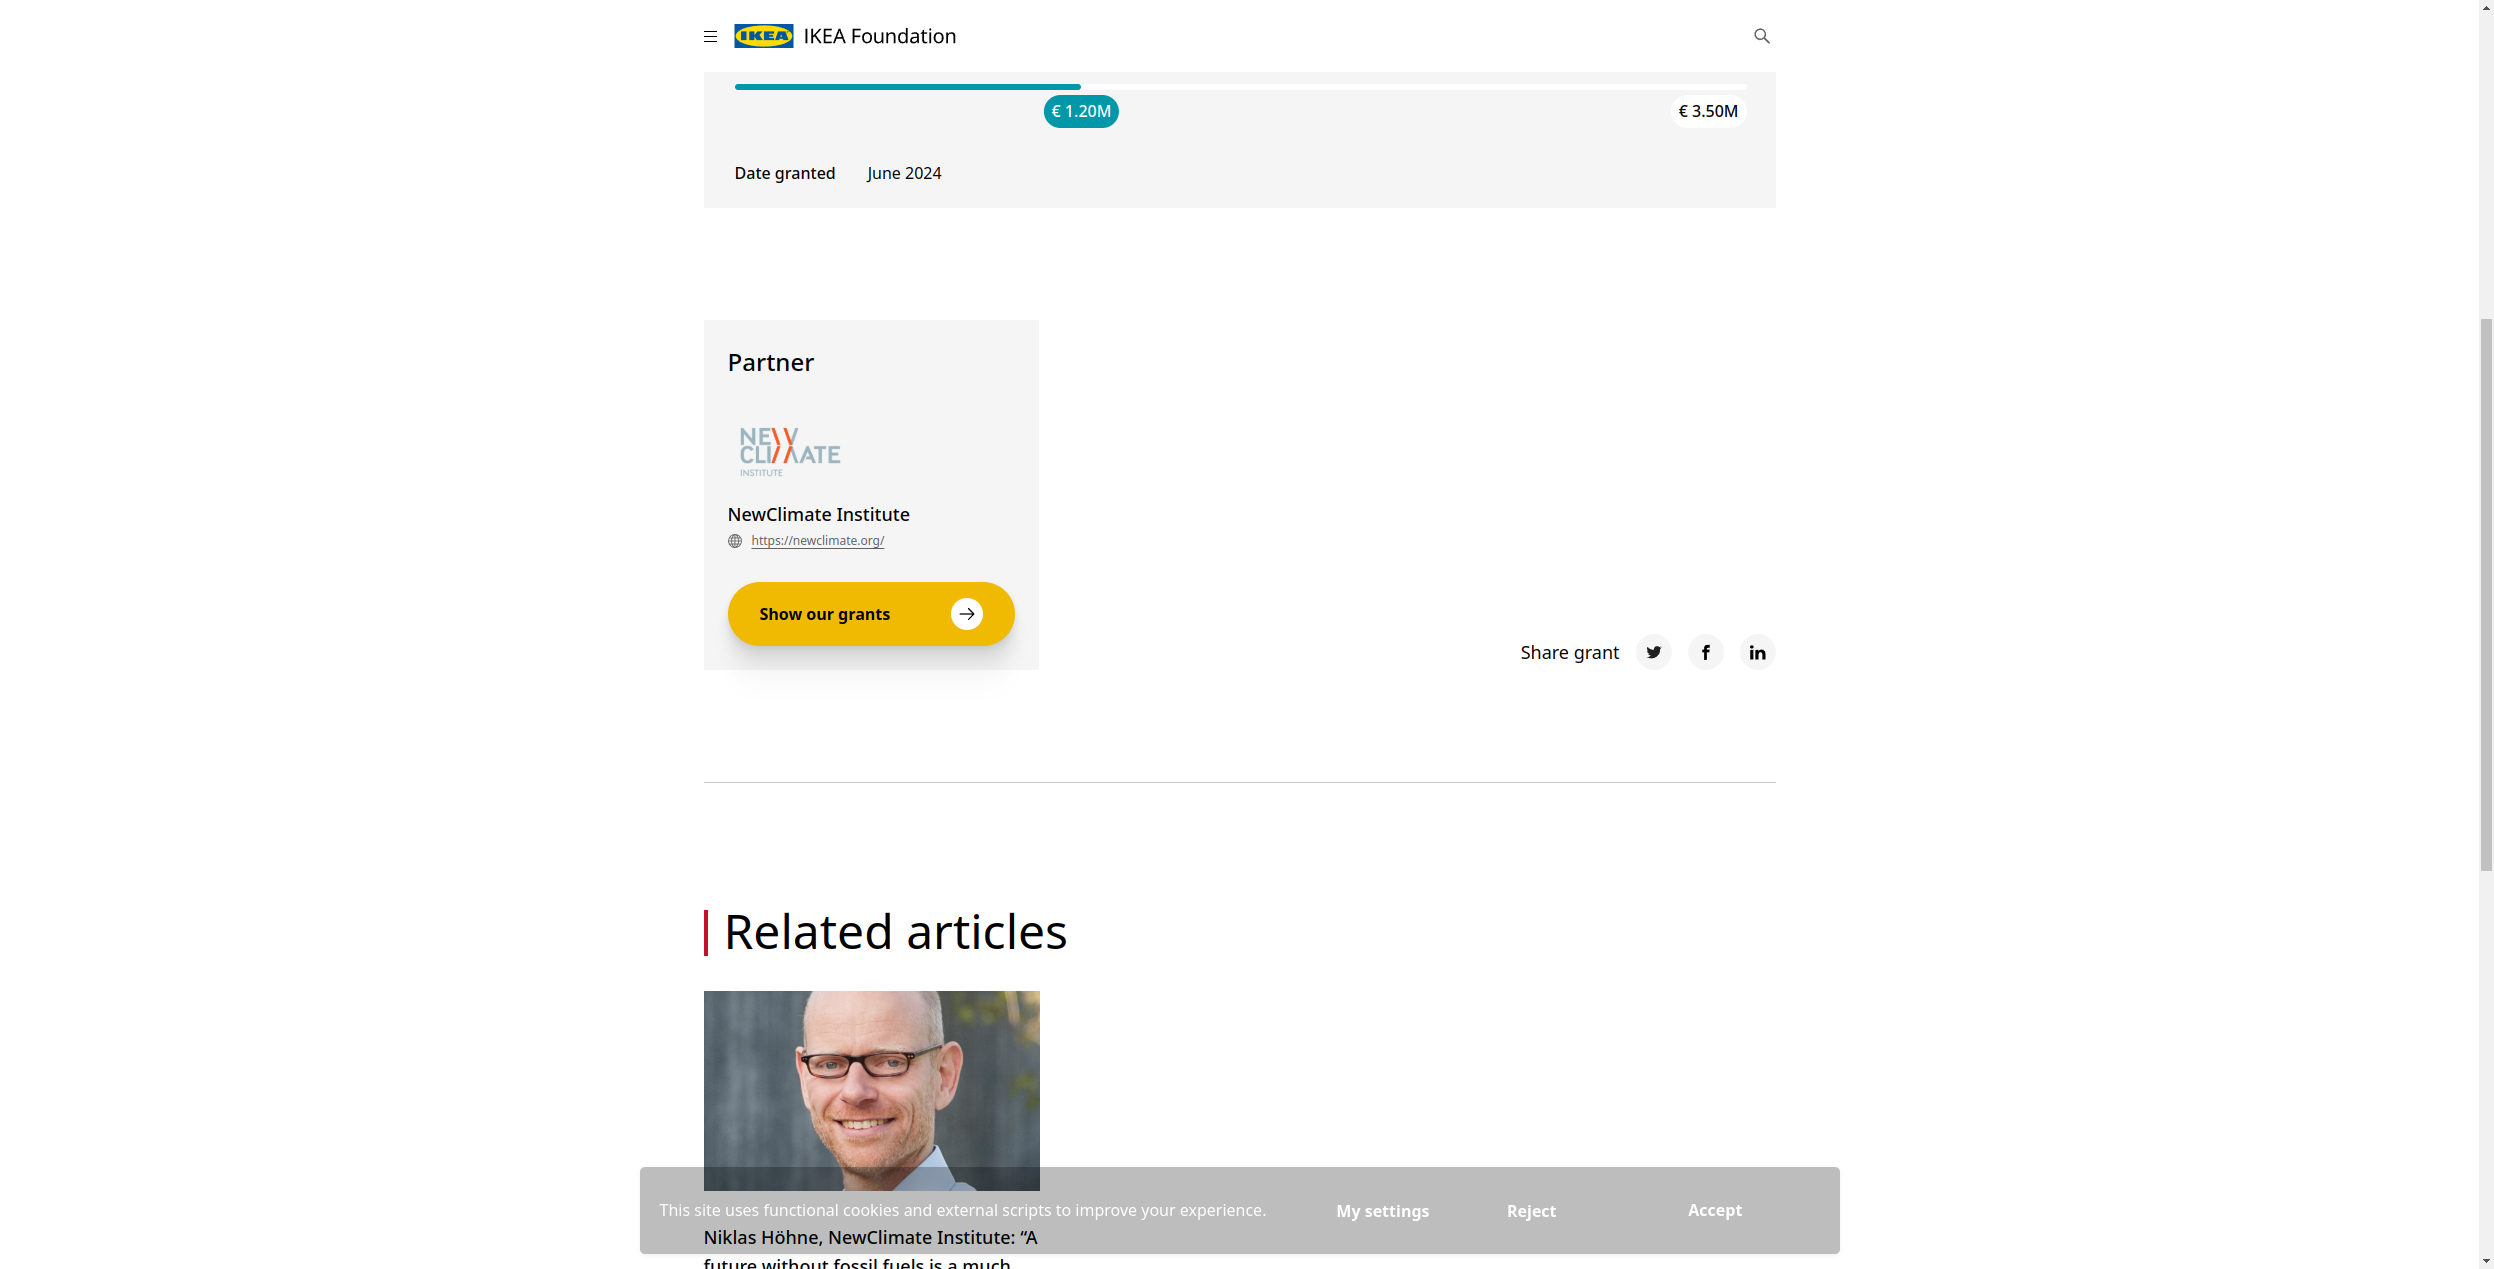 IKEA IKEA Foundation
€ 1.20M € 3.50M
Date granted June 2024
Partner
NEW
CLIMATE
INSTITUTE
NewClimate Institute
https://newclimate.org/
Show our grants
Share grant
Related articles
This site uses functional cookies and external scripts to improve your experience. My settings Reject Accept
Niklas Höhne, NewClimate Institute: “A
future without fossil fuels is a much